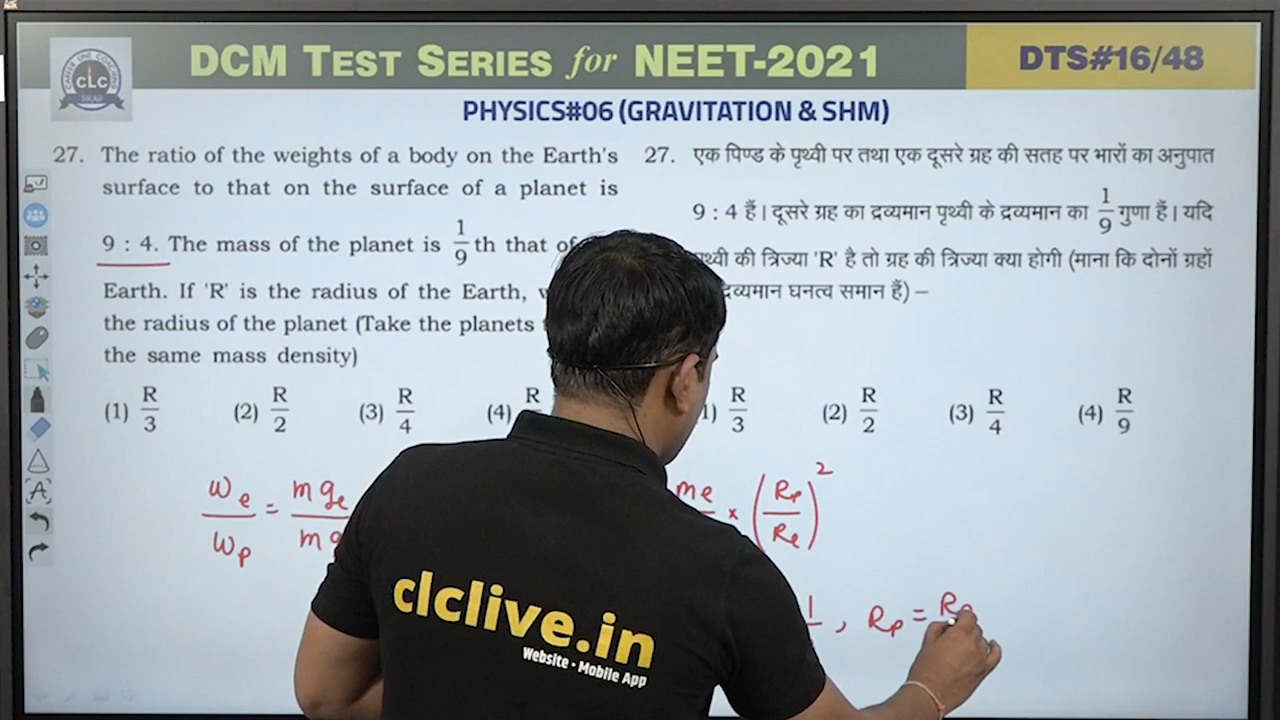 DCM TEST SERIES for NEET-2021
DTS#16/48
CLC
PHYSICS#06 (GRAVITATION & SHM)
27. The ratio of the weights of a body on the Earth's
surface to that on the surface of a planet is
9 : 4. The mass of the planet is 1/9 th that of
Earth. If 'R' is the radius of the Earth,
the radius of the planet (Take the planets
the same mass density)
(1) R/3 (2) R/2 (3) R/4 (4) R
27. एक पिण्ड के पृथ्वी पर तथा एक दूसरे ग्रह की सतह पर भारों का अनुपात
9 : 4 हैं। दूसरे ग्रह का द्रव्यमान पृथ्वी के द्रव्यमान का 1/9 गुणा हैं। यदि
पृथ्वी की त्रिज्या 'R' है तो ग्रह की त्रिज्या क्या होगी (माना कि दोनों ग्रहों
द्रव्यमान घनत्व समान हैं) –
1) R/3 (2) R/2 (3) R/4 (4) R/9
We/Wp = mge/mg
me × (Rp/Re)²
1, Rp = Re
clclive.in
Website • Mobile App